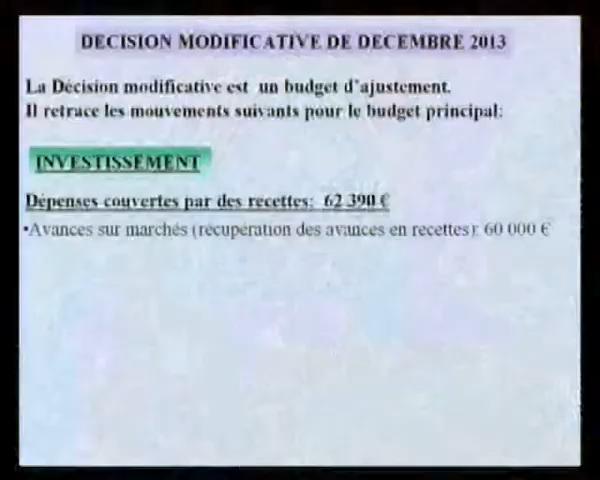 DECISION MODIFICATIVE DE DECEMBRE 2013
La Décision modificative est un budget d'ajustement.
Il retrace les mouvements suivants pour le budget principal:
INVESTISSEMENT
Dépenses couvertes par des recettes: 62 390 €
•Avances sur marchés (récupération des avances en recettes): 60 000 €